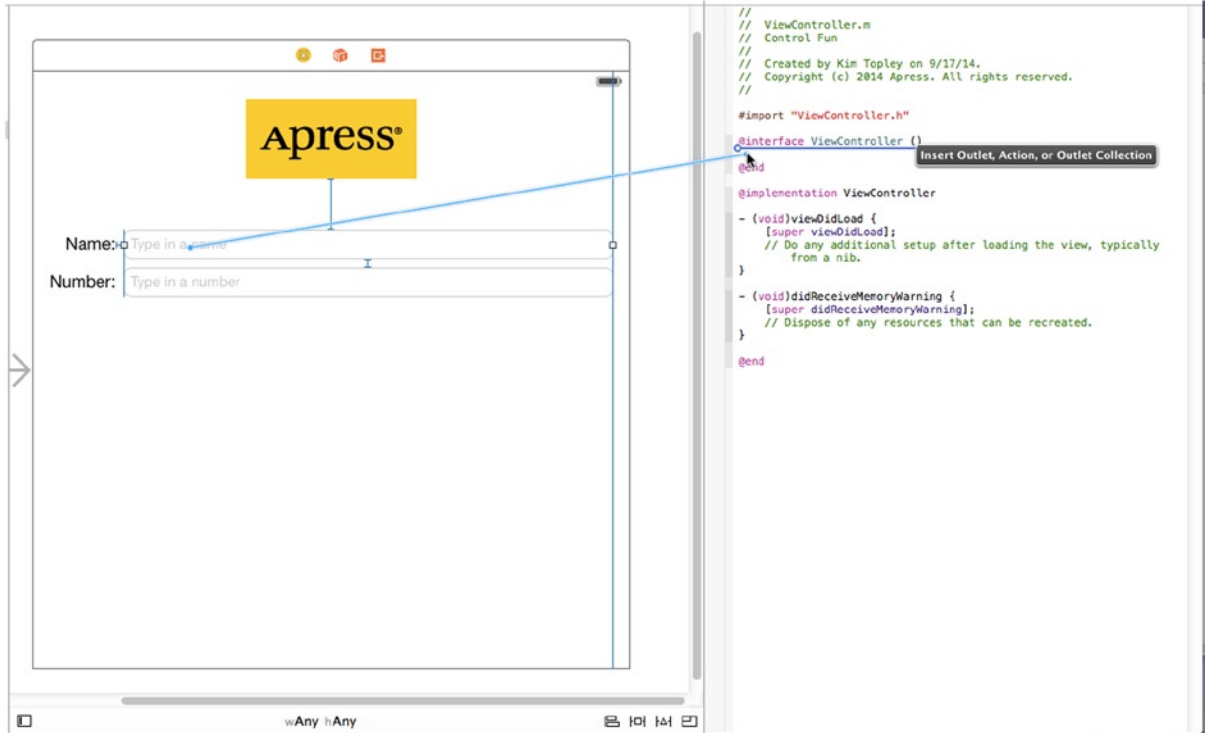 Apress®
Name:
Type in a name
Number:
Type in a number
wAny hAny
//
//  ViewController.m
//  Control Fun
//
//  Created by Kim Topley on 9/17/14.
//  Copyright (c) 2014 Apress. All rights reserved.
//
#import "ViewController.h"
@interface ViewController ()
Insert Outlet, Action, or Outlet Collection
@end
@implementation ViewController
- (void)viewDidLoad {
[super viewDidLoad];
// Do any additional setup after loading the view, typically
from a nib.
}
- (void)didReceiveMemoryWarning {
[super didReceiveMemoryWarning];
// Dispose of any resources that can be recreated.
}
@end